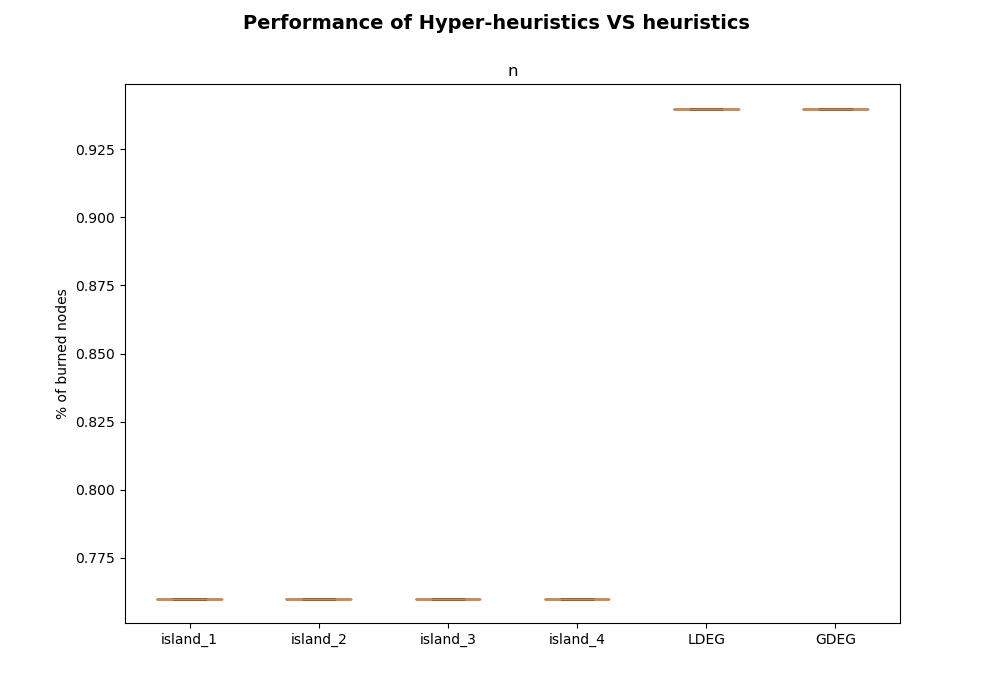 Performance of Hyper-heuristics VS heuristics
n
% of burned nodes
0.925
0.900
0.875
0.850
0.825
0.800
0.775
island_1 island_2 island_3 island_4 LDEG GDEG